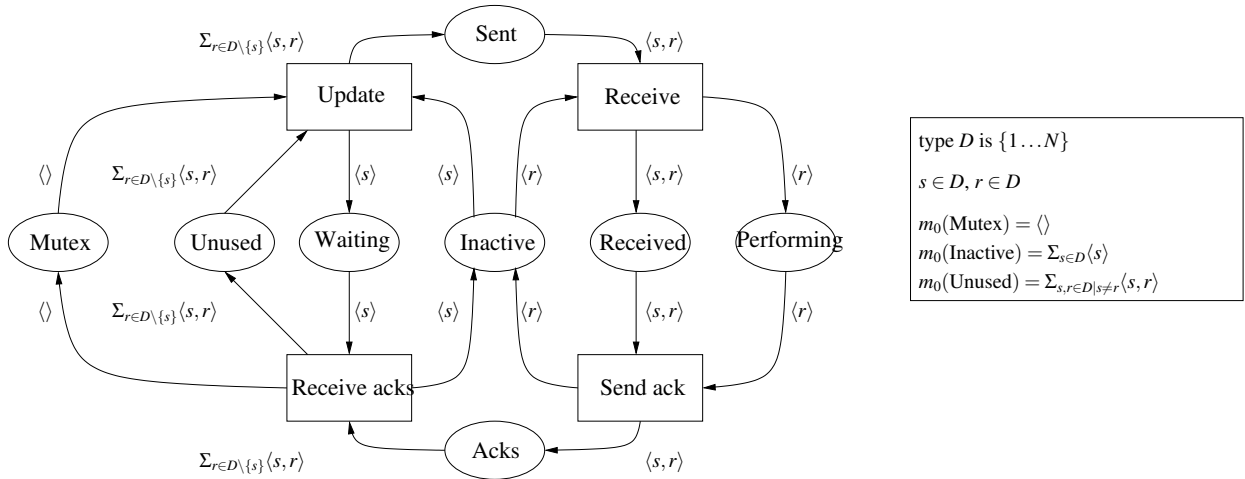 Σ_{r∈D\{s}}⟨s,r⟩
Sent
⟨s,r⟩
Update
Receive
⟨⟩
Σ_{r∈D\{s}}⟨s,r⟩
⟨s⟩
⟨s⟩
⟨r⟩
⟨s,r⟩
⟨r⟩
Mutex
Unused
Waiting
Inactive
Received
Performing
⟨⟩
Σ_{r∈D\{s}}⟨s,r⟩
⟨s⟩
⟨s⟩
⟨r⟩
⟨s,r⟩
⟨r⟩
Receive acks
Send ack
Σ_{r∈D\{s}}⟨s,r⟩
Acks
⟨s,r⟩
type D is {1…N}
s ∈ D, r ∈ D
m₀(Mutex) = ⟨⟩
m₀(Inactive) = Σ_{s∈D}⟨s⟩
m₀(Unused) = Σ_{s,r∈D|s≠r}⟨s,r⟩